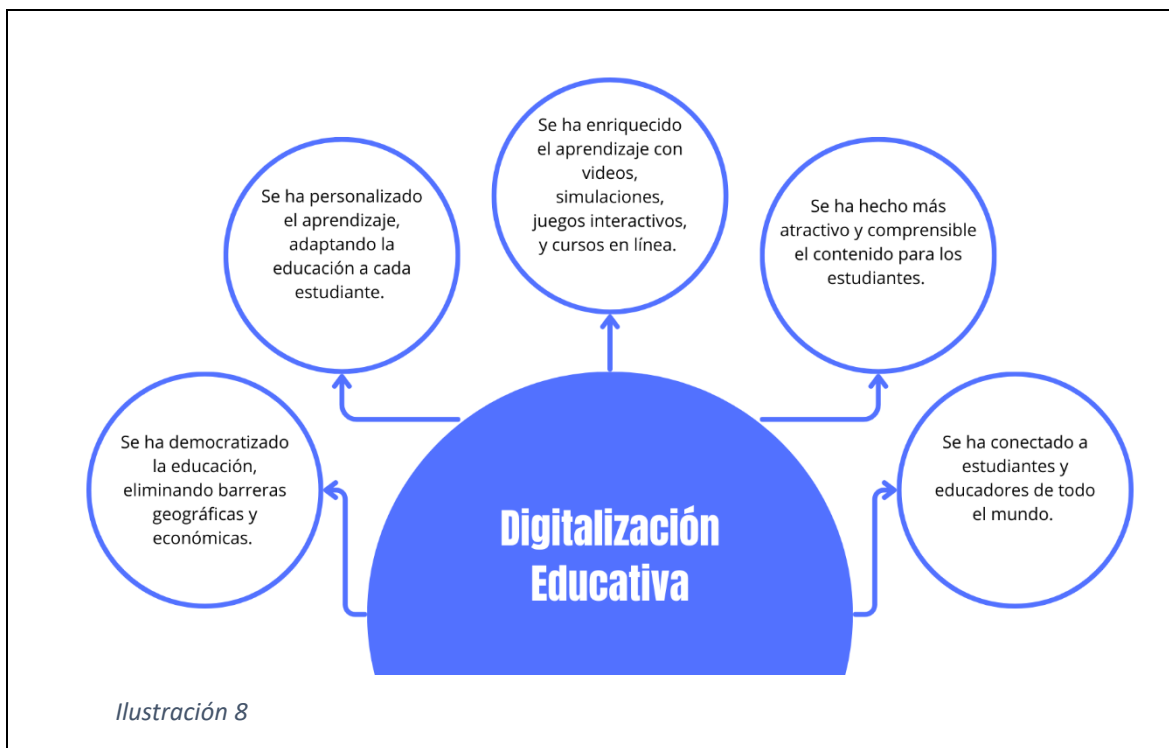 Se ha enriquecido
el aprendizaje con
videos,
simulaciones,
juegos interactivos,
y cursos en línea.
Se ha personalizado
el aprendizaje,
adaptando la
educación a cada
estudiante.
Se ha hecho más
atractivo y comprensible
el contenido para los
estudiantes.
Se ha democratizado
la educación,
eliminando barreras
geográficas y
económicas.
Se ha conectado a
estudiantes y
educadores de todo
el mundo.
Digitalización
Educativa
Ilustración 8